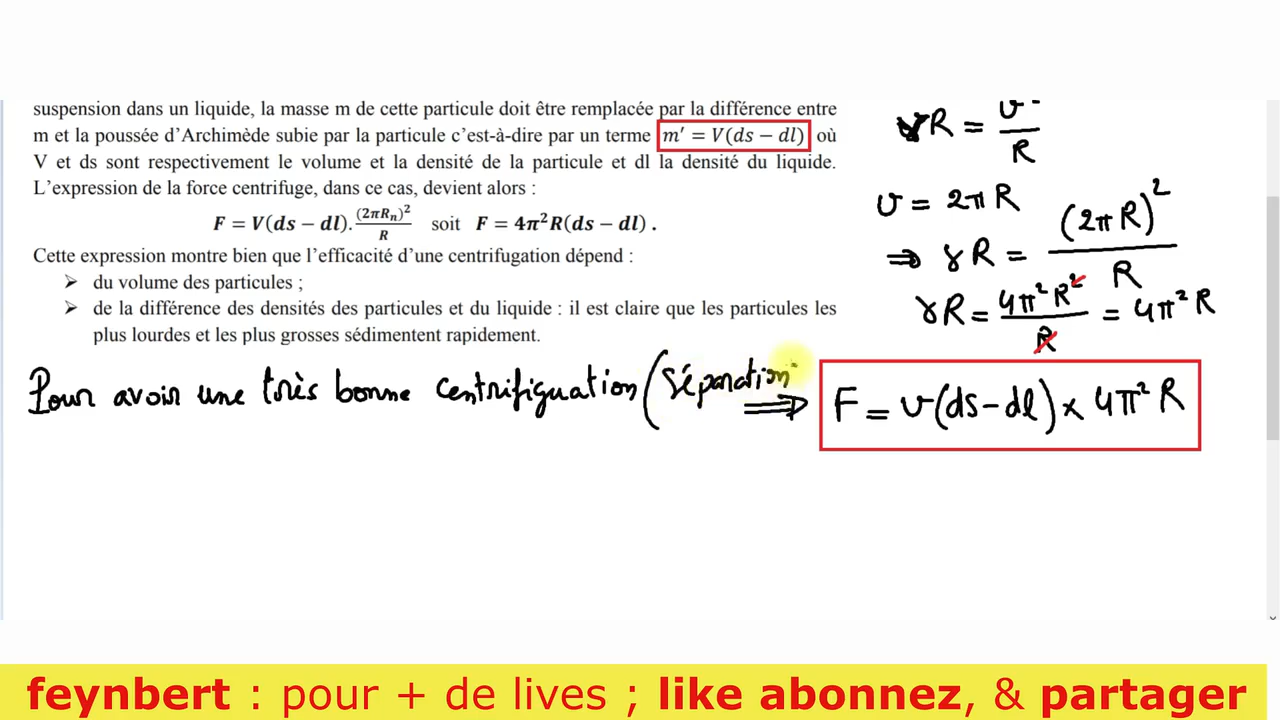 suspension dans un liquide, la masse m de cette particule doit être remplacée par la différence entre
m et la poussée d'Archimède subie par la particule c'est-à-dire par un terme m′ = V(ds − dl) où
V et ds sont respectivement le volume et la densité de la particule et dl la densité du liquide.
L'expression de la force centrifuge, dans ce cas, devient alors :
F = V(ds − dl).(2πRₙ)²/R soit F = 4π²R(ds − dl) .
Cette expression montre bien que l'efficacité d'une centrifugation dépend :
➢ du volume des particules ;
➢ de la différence des densités des particules et du liquide : il est claire que les particules les
plus lourdes et les plus grosses sédimentent rapidement.
γR = v²/R
v = 2πR
⇒ γR = (2πR)²/R
γR = 4π²R²/R = 4π²R
Pour avoir une très bonne centrifiguation (séparation
⇒ F = v(ds−dl) × 4π²R
feynbert : pour + de lives ; like abonnez, & partager